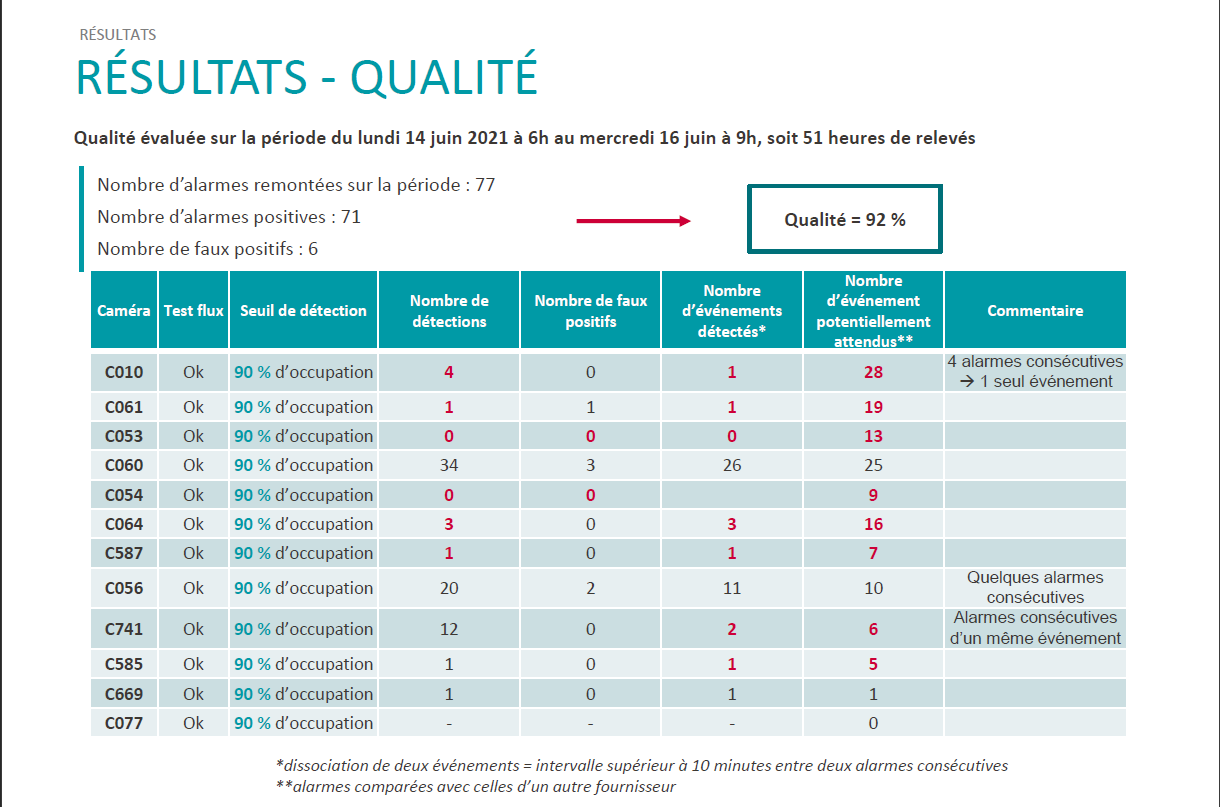 RÉSULTATS
RÉSULTATS - QUALITÉ
Qualité évaluée sur la période du lundi 14 juin 2021 à 6h au mercredi 16 juin à 9h, soit 51 heures de relevés
Nombre d'alarmes remontées sur la période : 77
Nombre d'alarmes positives : 71
Nombre de faux positifs : 6
Qualité = 92 %
Caméra Test flux Seuil de détection Nombre de détections Nombre de faux positifs Nombre d'événements détectés* Nombre d'événement potentiellement attendus** Commentaire
C010 Ok 90 % d'occupation 4 0 1 28 4 alarmes consécutives → 1 seul événement
C061 Ok 90 % d'occupation 1 1 1 19
C053 Ok 90 % d'occupation 0 0 0 13
C060 Ok 90 % d'occupation 34 3 26 25
C054 Ok 90 % d'occupation 0 0 9
C064 Ok 90 % d'occupation 3 0 3 16
C587 Ok 90 % d'occupation 1 0 1 7
C056 Ok 90 % d'occupation 20 2 11 10 Quelques alarmes consécutives
C741 Ok 90 % d'occupation 12 0 2 6 Alarmes consécutives d'un même événement
C585 Ok 90 % d'occupation 1 0 1 5
C669 Ok 90 % d'occupation 1 0 1 1
C077 Ok 90 % d'occupation - - - 0
*dissociation de deux événements = intervalle supérieur à 10 minutes entre deux alarmes consécutives
**alarmes comparées avec celles d'un autre fournisseur